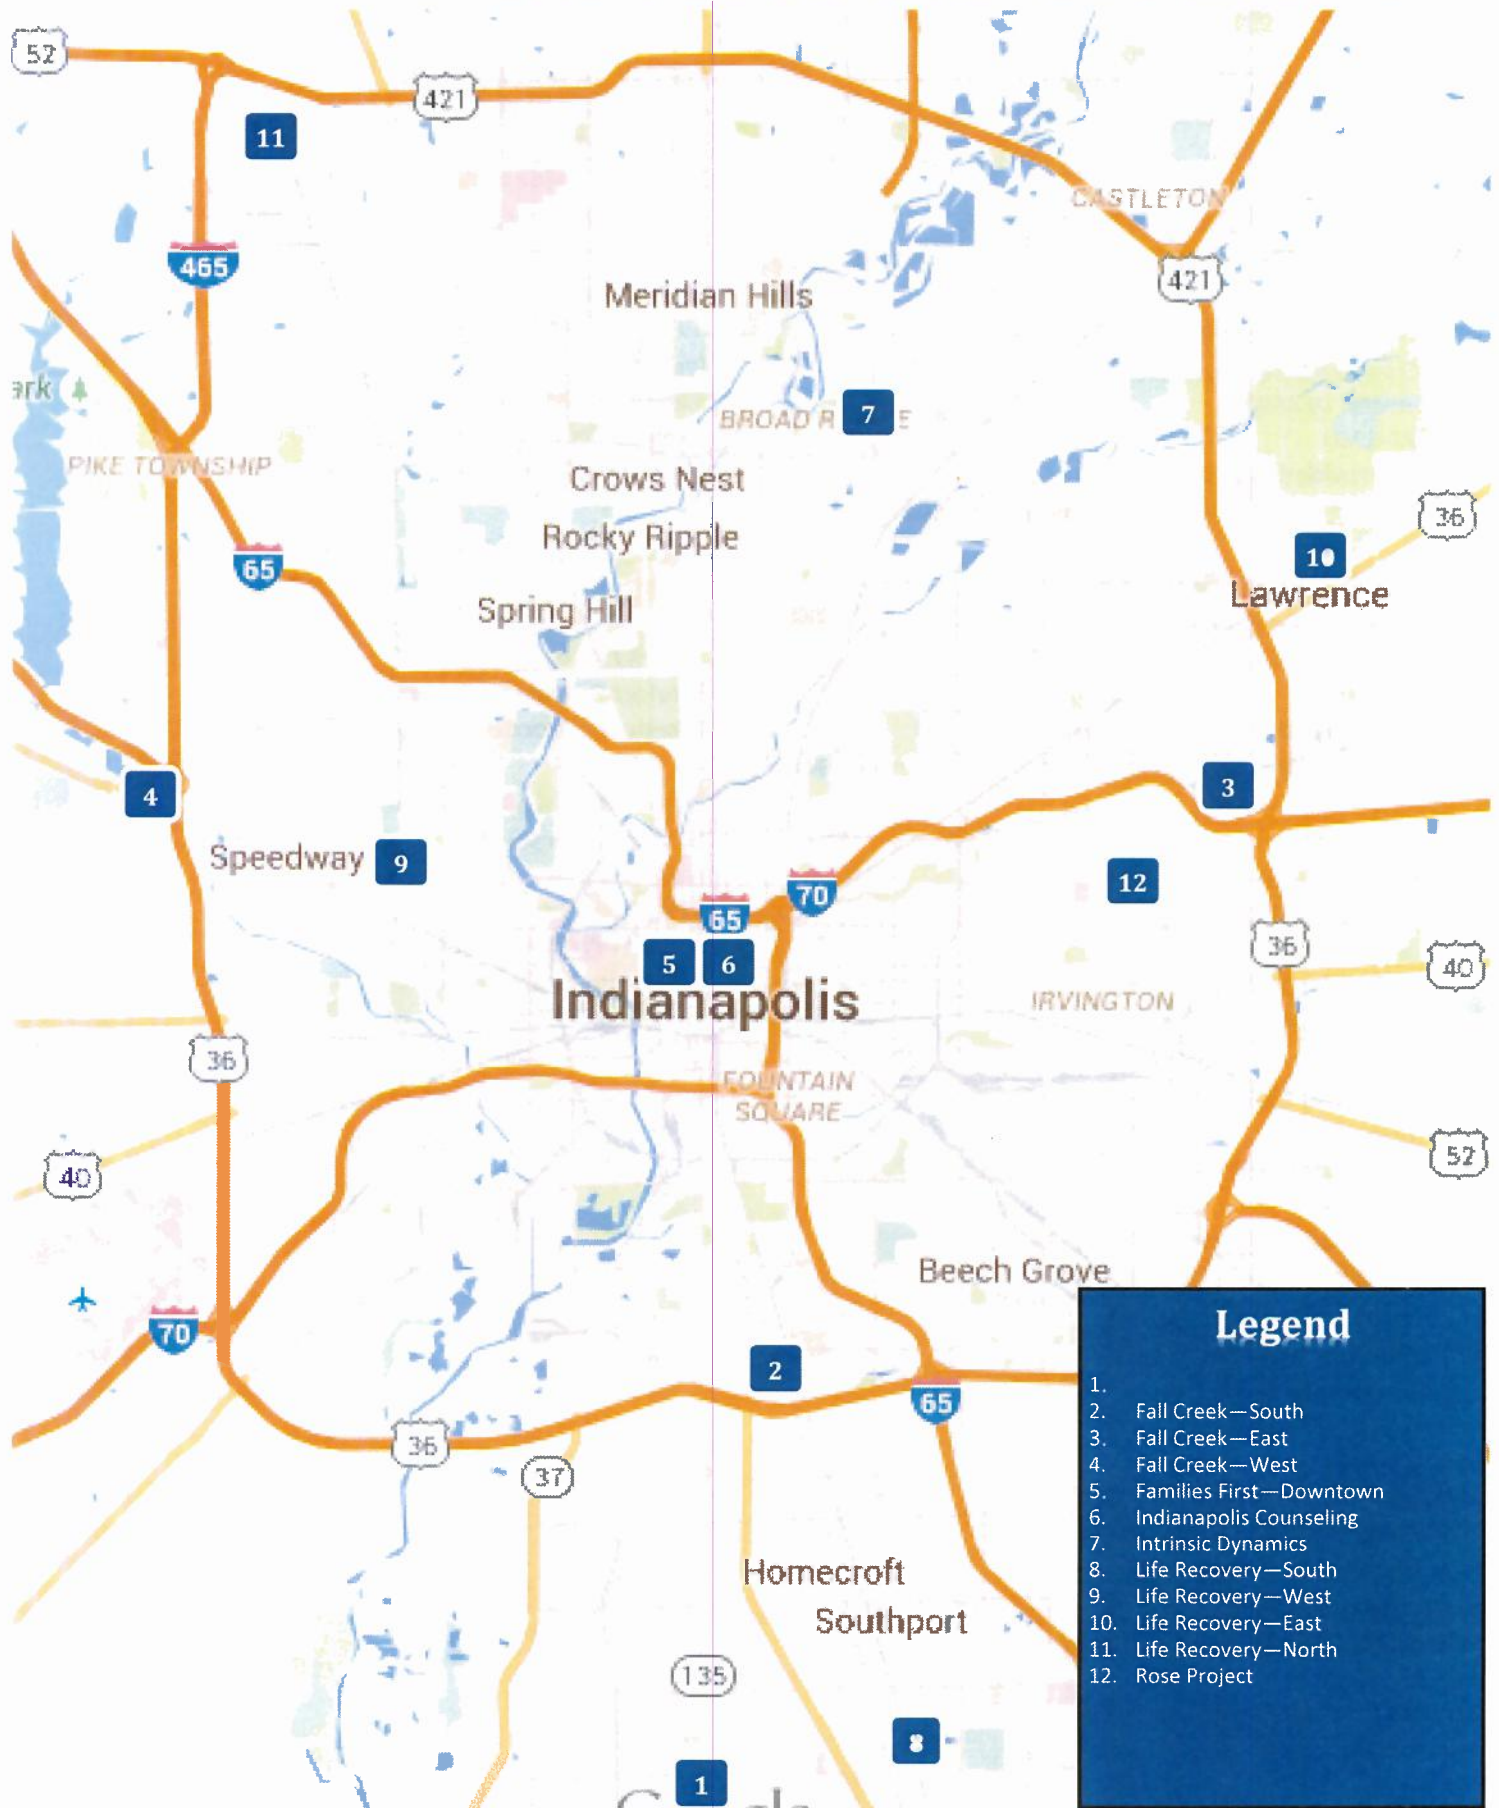 52
421
11
CASTLETON
465
421
Meridian Hills
ark
7
BROAD R E
PIKE TOWNSHIP
Crows Nest
36
Rocky Ripple
10
65
Lawrence
Spring Hill
3
4
Speedway
9
12
70
65
36
5
6
40
Indianapolis
IRVINGTON
36
FOUNTAIN
SQUARE
52
40
Beech Grove
70
Legend
2
1.
65
2. Fall Creek—South
3. Fall Creek—East
36
4. Fall Creek—West
37
5. Families First—Downtown
6. Indianapolis Counseling
7. Intrinsic Dynamics
Homecroft
8. Life Recovery—South
9. Life Recovery—West
Southport
10. Life Recovery—East
11. Life Recovery—North
135
12. Rose Project
8
1